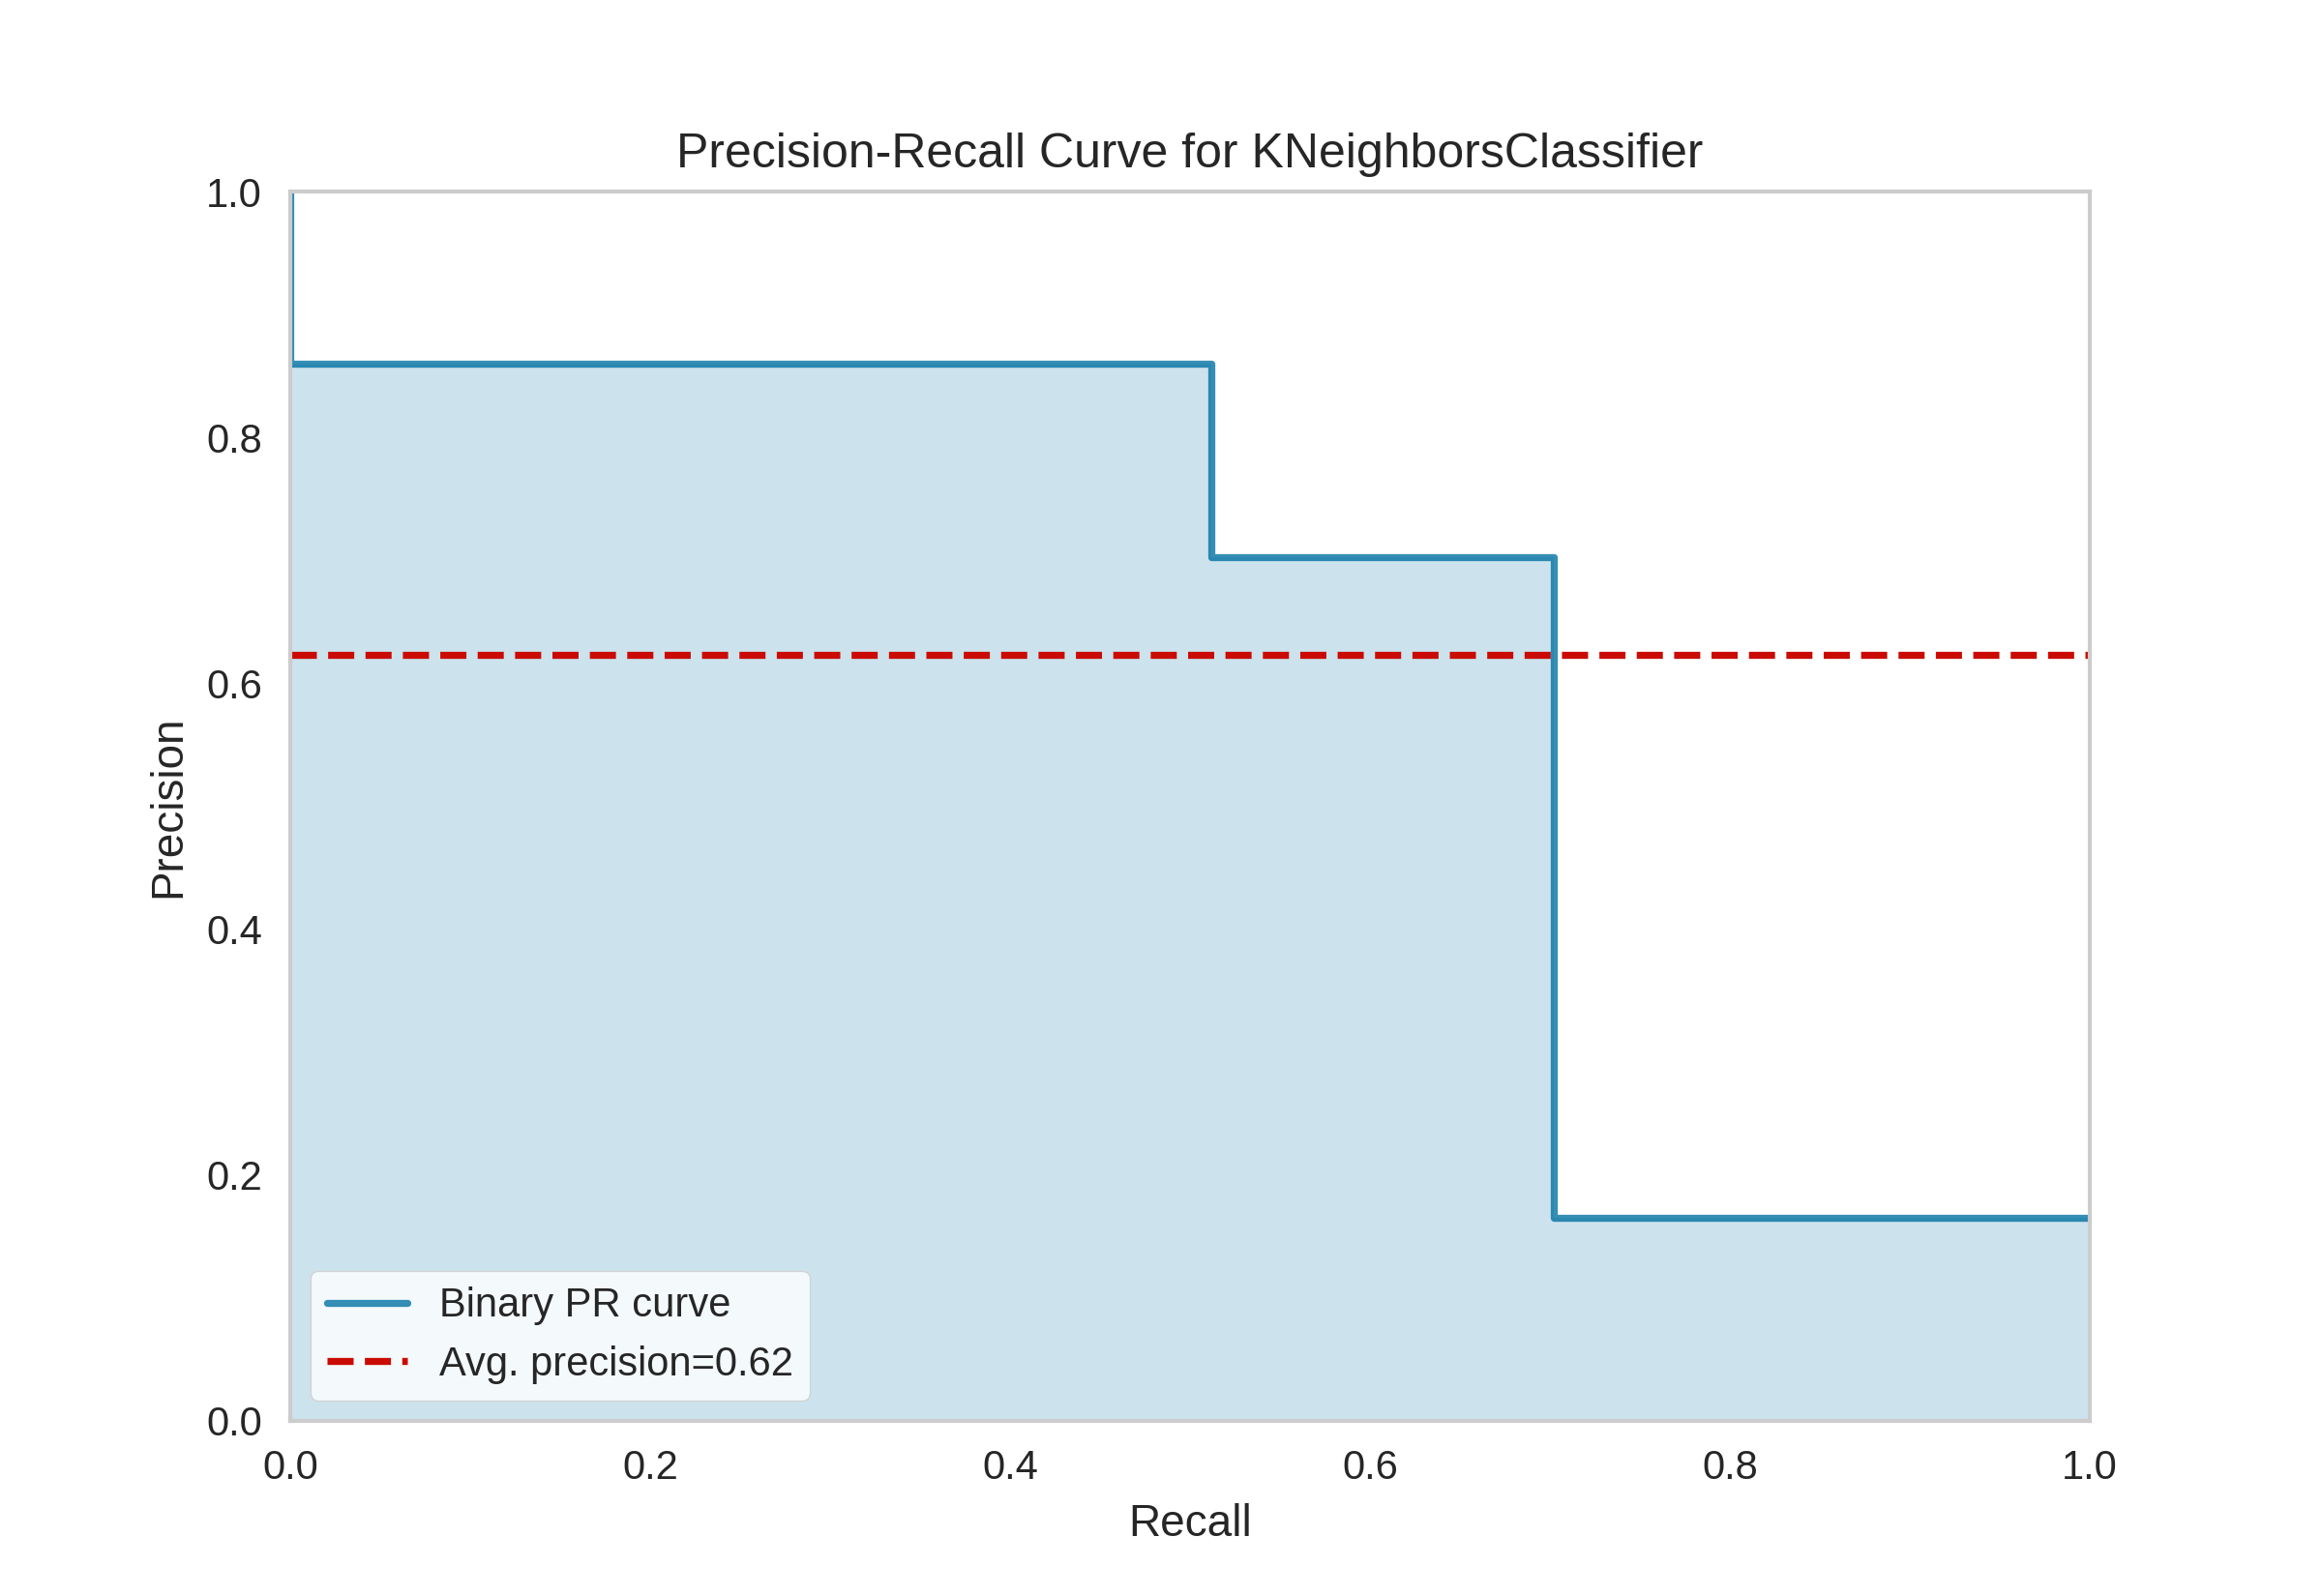 Precision-Recall Curve for KNeighborsClassifier
1.0
0.8
0.6
0.4
0.2
0.0
Precision
Binary PR curve
Avg. precision=0.62
0.0 0.2 0.4 0.6 0.8 1.0
Recall